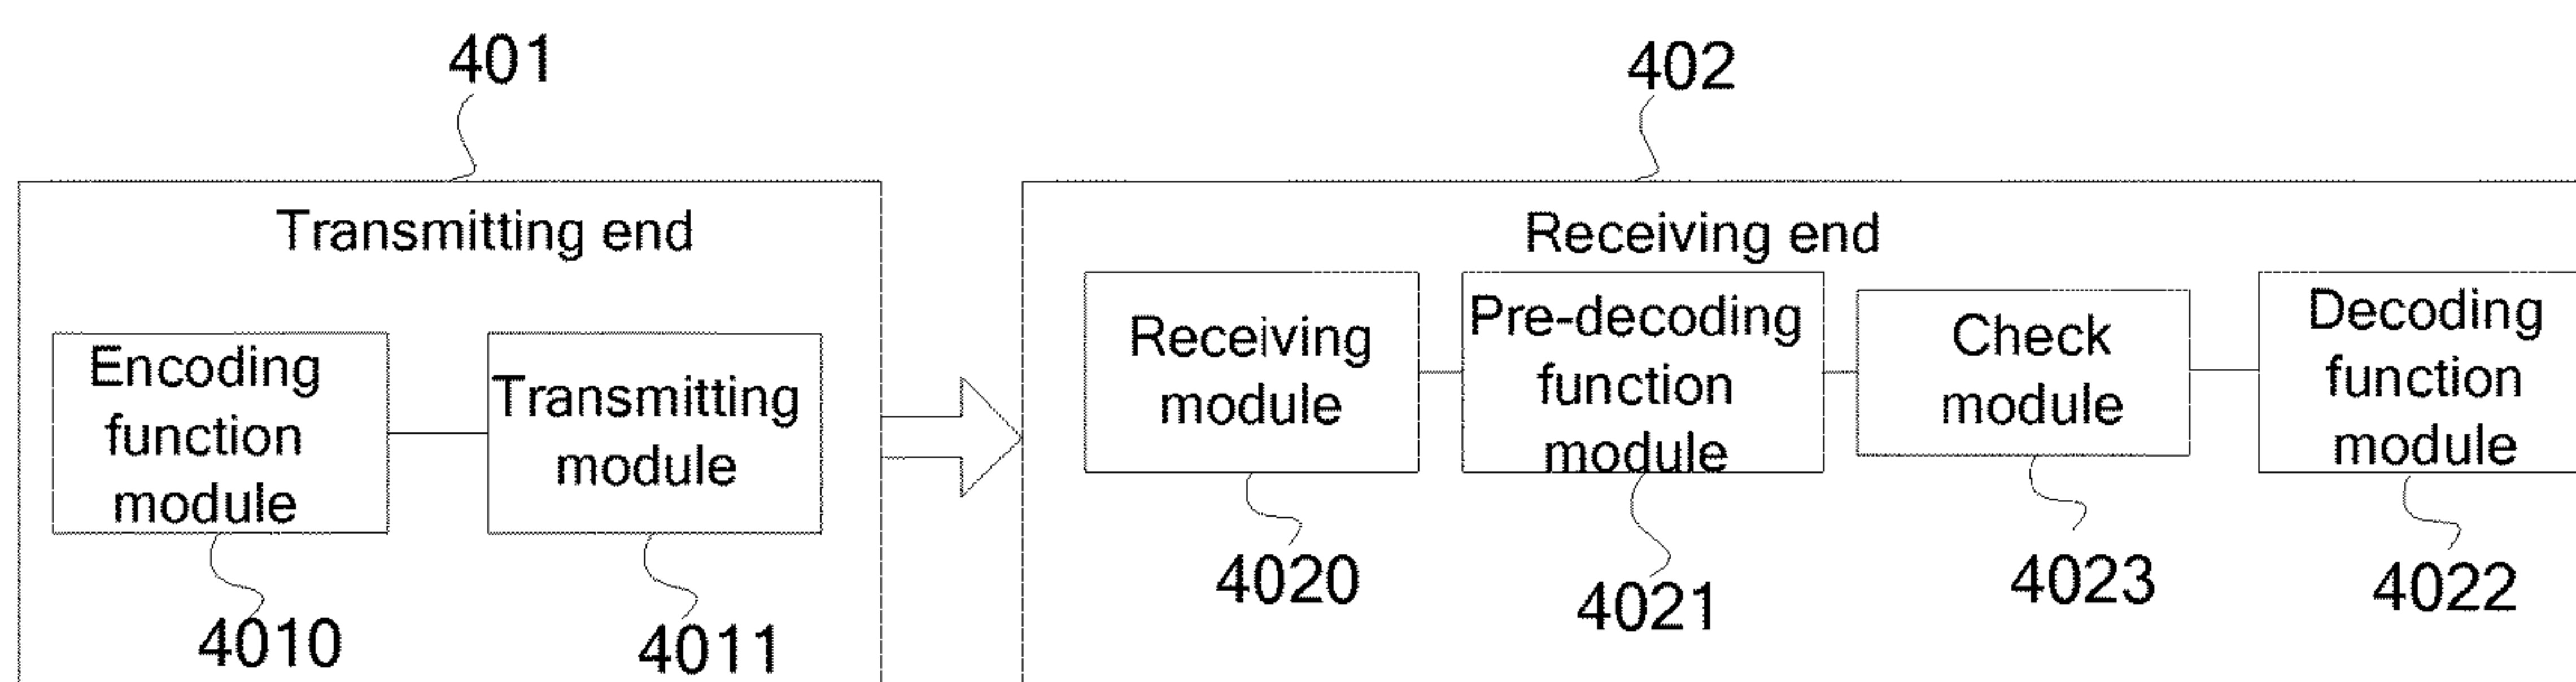 401
402
Transmitting end
Receiving end
Encoding
function
module
Transmitting
module
Receiving
module
Pre-decoding
function
module
Check
module
Decoding
function
module
4010
4011
4020
4021
4023
4022